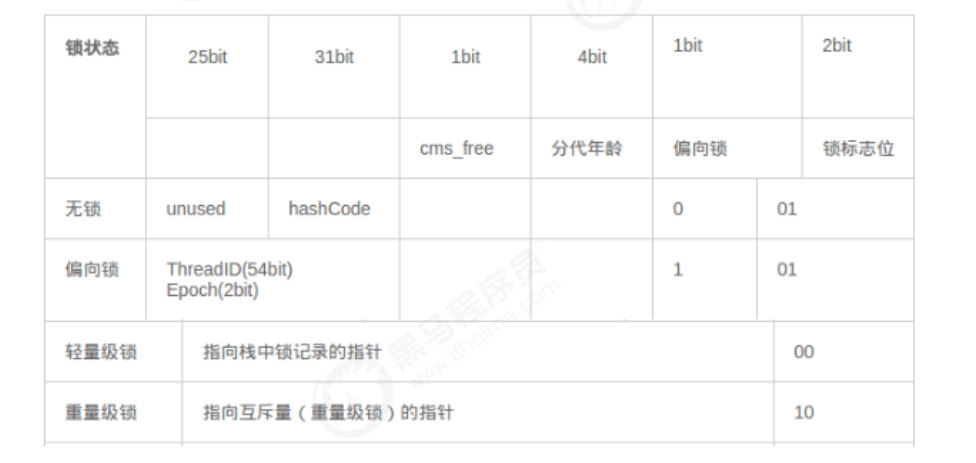 锁状态 25bit 31bit 1bit 4bit 1bit 2bit
cms_free 分代年龄 偏向锁 锁标志位
无锁 unused hashCode 0 01
偏向锁 ThreadID(54bit) 1 01
Epoch(2bit)
轻量级锁 指向栈中锁记录的指针 00
重量级锁 指向互斥量（重量级锁）的指针 10
黑马程序员
www.itheima.com